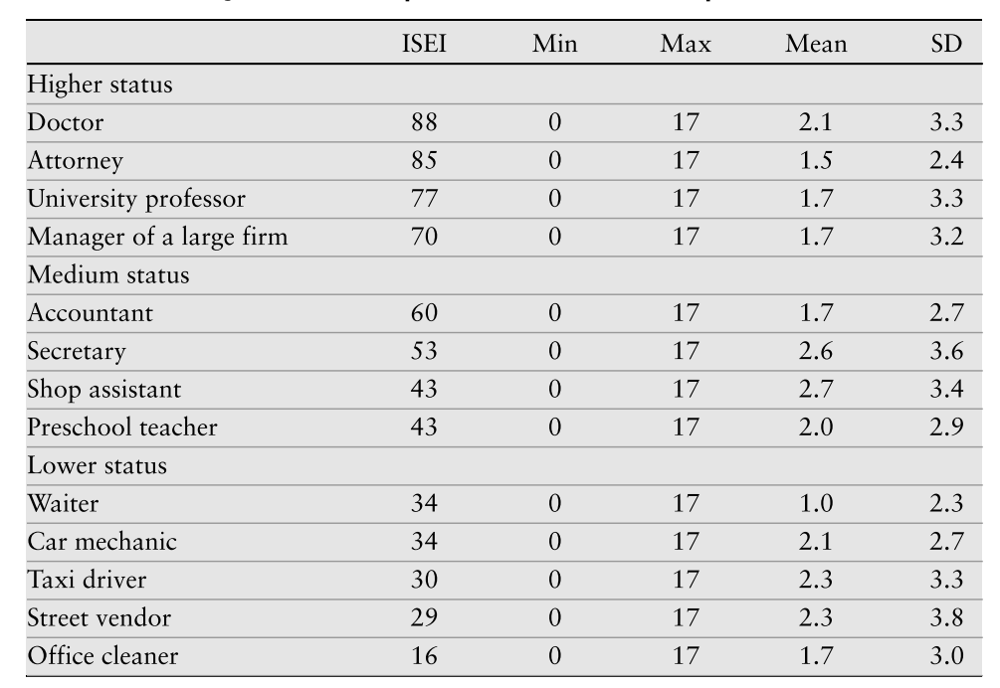 ISEI Min Max Mean SD
Higher status
Doctor 88 0 17 2.1 3.3
Attorney 85 0 17 1.5 2.4
University professor 77 0 17 1.7 3.3
Manager of a large firm 70 0 17 1.7 3.2
Medium status
Accountant 60 0 17 1.7 2.7
Secretary 53 0 17 2.6 3.6
Shop assistant 43 0 17 2.7 3.4
Preschool teacher 43 0 17 2.0 2.9
Lower status
Waiter 34 0 17 1.0 2.3
Car mechanic 34 0 17 2.1 2.7
Taxi driver 30 0 17 2.3 3.3
Street vendor 29 0 17 2.3 3.8
Office cleaner 16 0 17 1.7 3.0